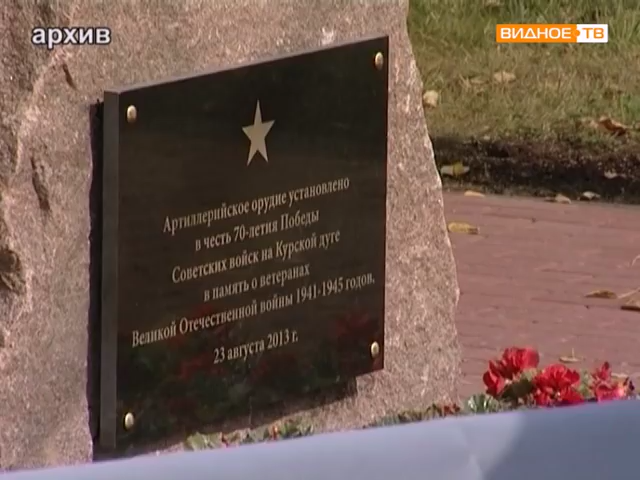 архив
ВИДНОЕ ТВ
Артиллерийское орудие установлено
в честь 70-летия Победы
Советских войск на Курской дуге
в память о ветеранах
Великой Отечественной войны 1941-1945 годов.
23 августа 2013 г.